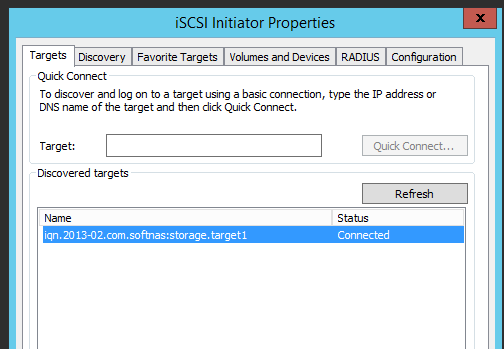 iSCSI Initiator Properties
x
Targets Discovery Favorite Targets Volumes and Devices RADIUS Configuration
Quick Connect
To discover and log on to a target using a basic connection, type the IP address or
DNS name of the target and then click Quick Connect.
Target: Quick Connect...
Discovered targets
Refresh
Name Status
iqn.2013-02.com.softnas:storage.target1 Connected